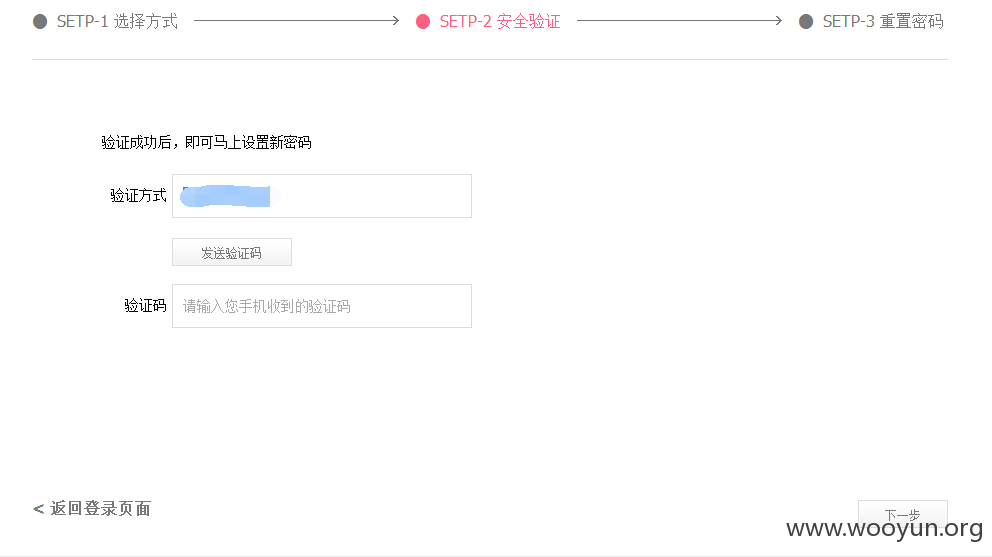 SETP-1 选择方式
SETP-2 安全验证
SETP-3 重置密码
验证成功后，即可马上设置新密码
验证方式
发送验证码
验证码
请输入您手机收到的验证码
< 返回登录页面
下一步
www.wooyun.org